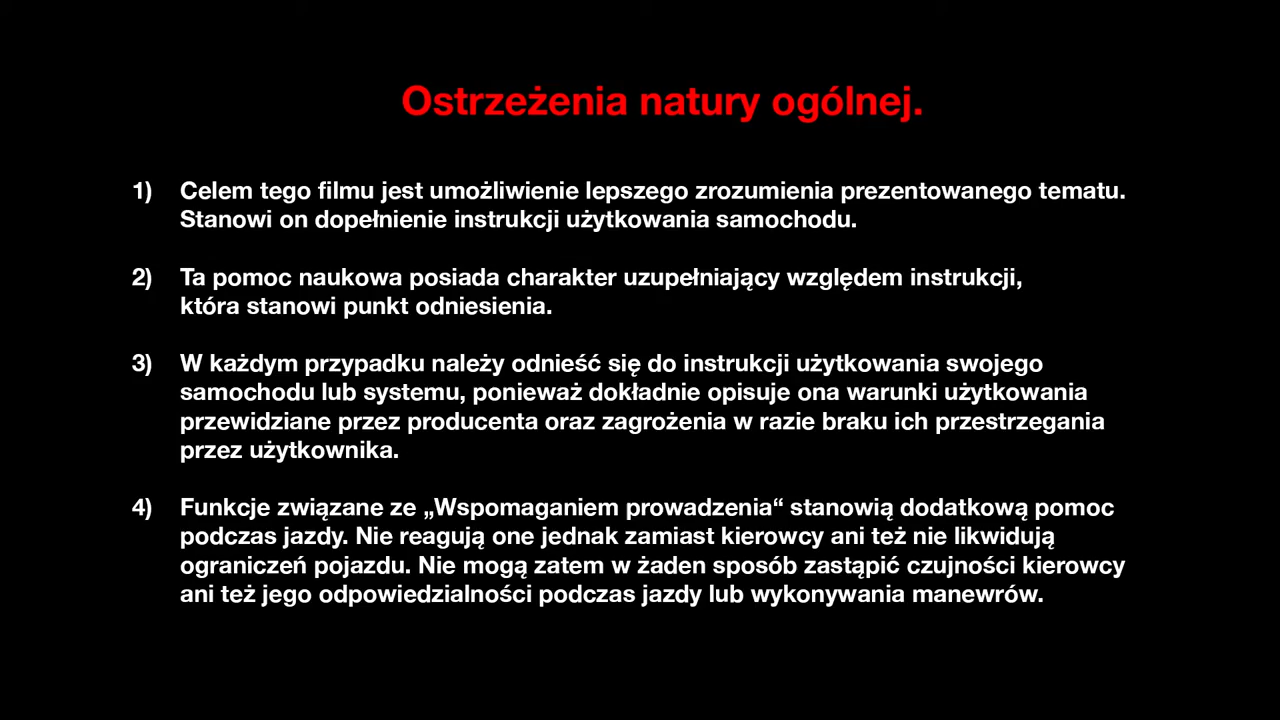 Ostrzeżenia natury ogólnej.
1) Celem tego filmu jest umożliwienie lepszego zrozumienia prezentowanego tematu.
Stanowi on dopełnienie instrukcji użytkowania samochodu.
2) Ta pomoc naukowa posiada charakter uzupełniający względem instrukcji,
która stanowi punkt odniesienia.
3) W każdym przypadku należy odnieść się do instrukcji użytkowania swojego
samochodu lub systemu, ponieważ dokładnie opisuje ona warunki użytkowania
przewidziane przez producenta oraz zagrożenia w razie braku ich przestrzegania
przez użytkownika.
4) Funkcje związane ze „Wspomaganiem prowadzenia“ stanowią dodatkową pomoc
podczas jazdy. Nie reagują one jednak zamiast kierowcy ani też nie likwidują
ograniczeń pojazdu. Nie mogą zatem w żaden sposób zastąpić czujności kierowcy
ani też jego odpowiedzialności podczas jazdy lub wykonywania manewrów.